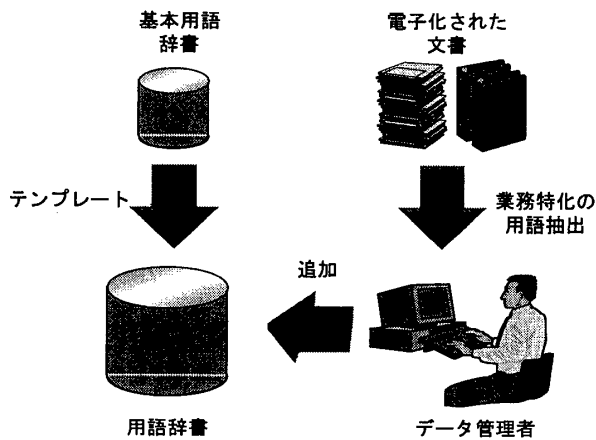 基本用語
辞書
電子化された
文書
テンプレート
業務特化の
用語抽出
追加
用語辞書
データ管理者